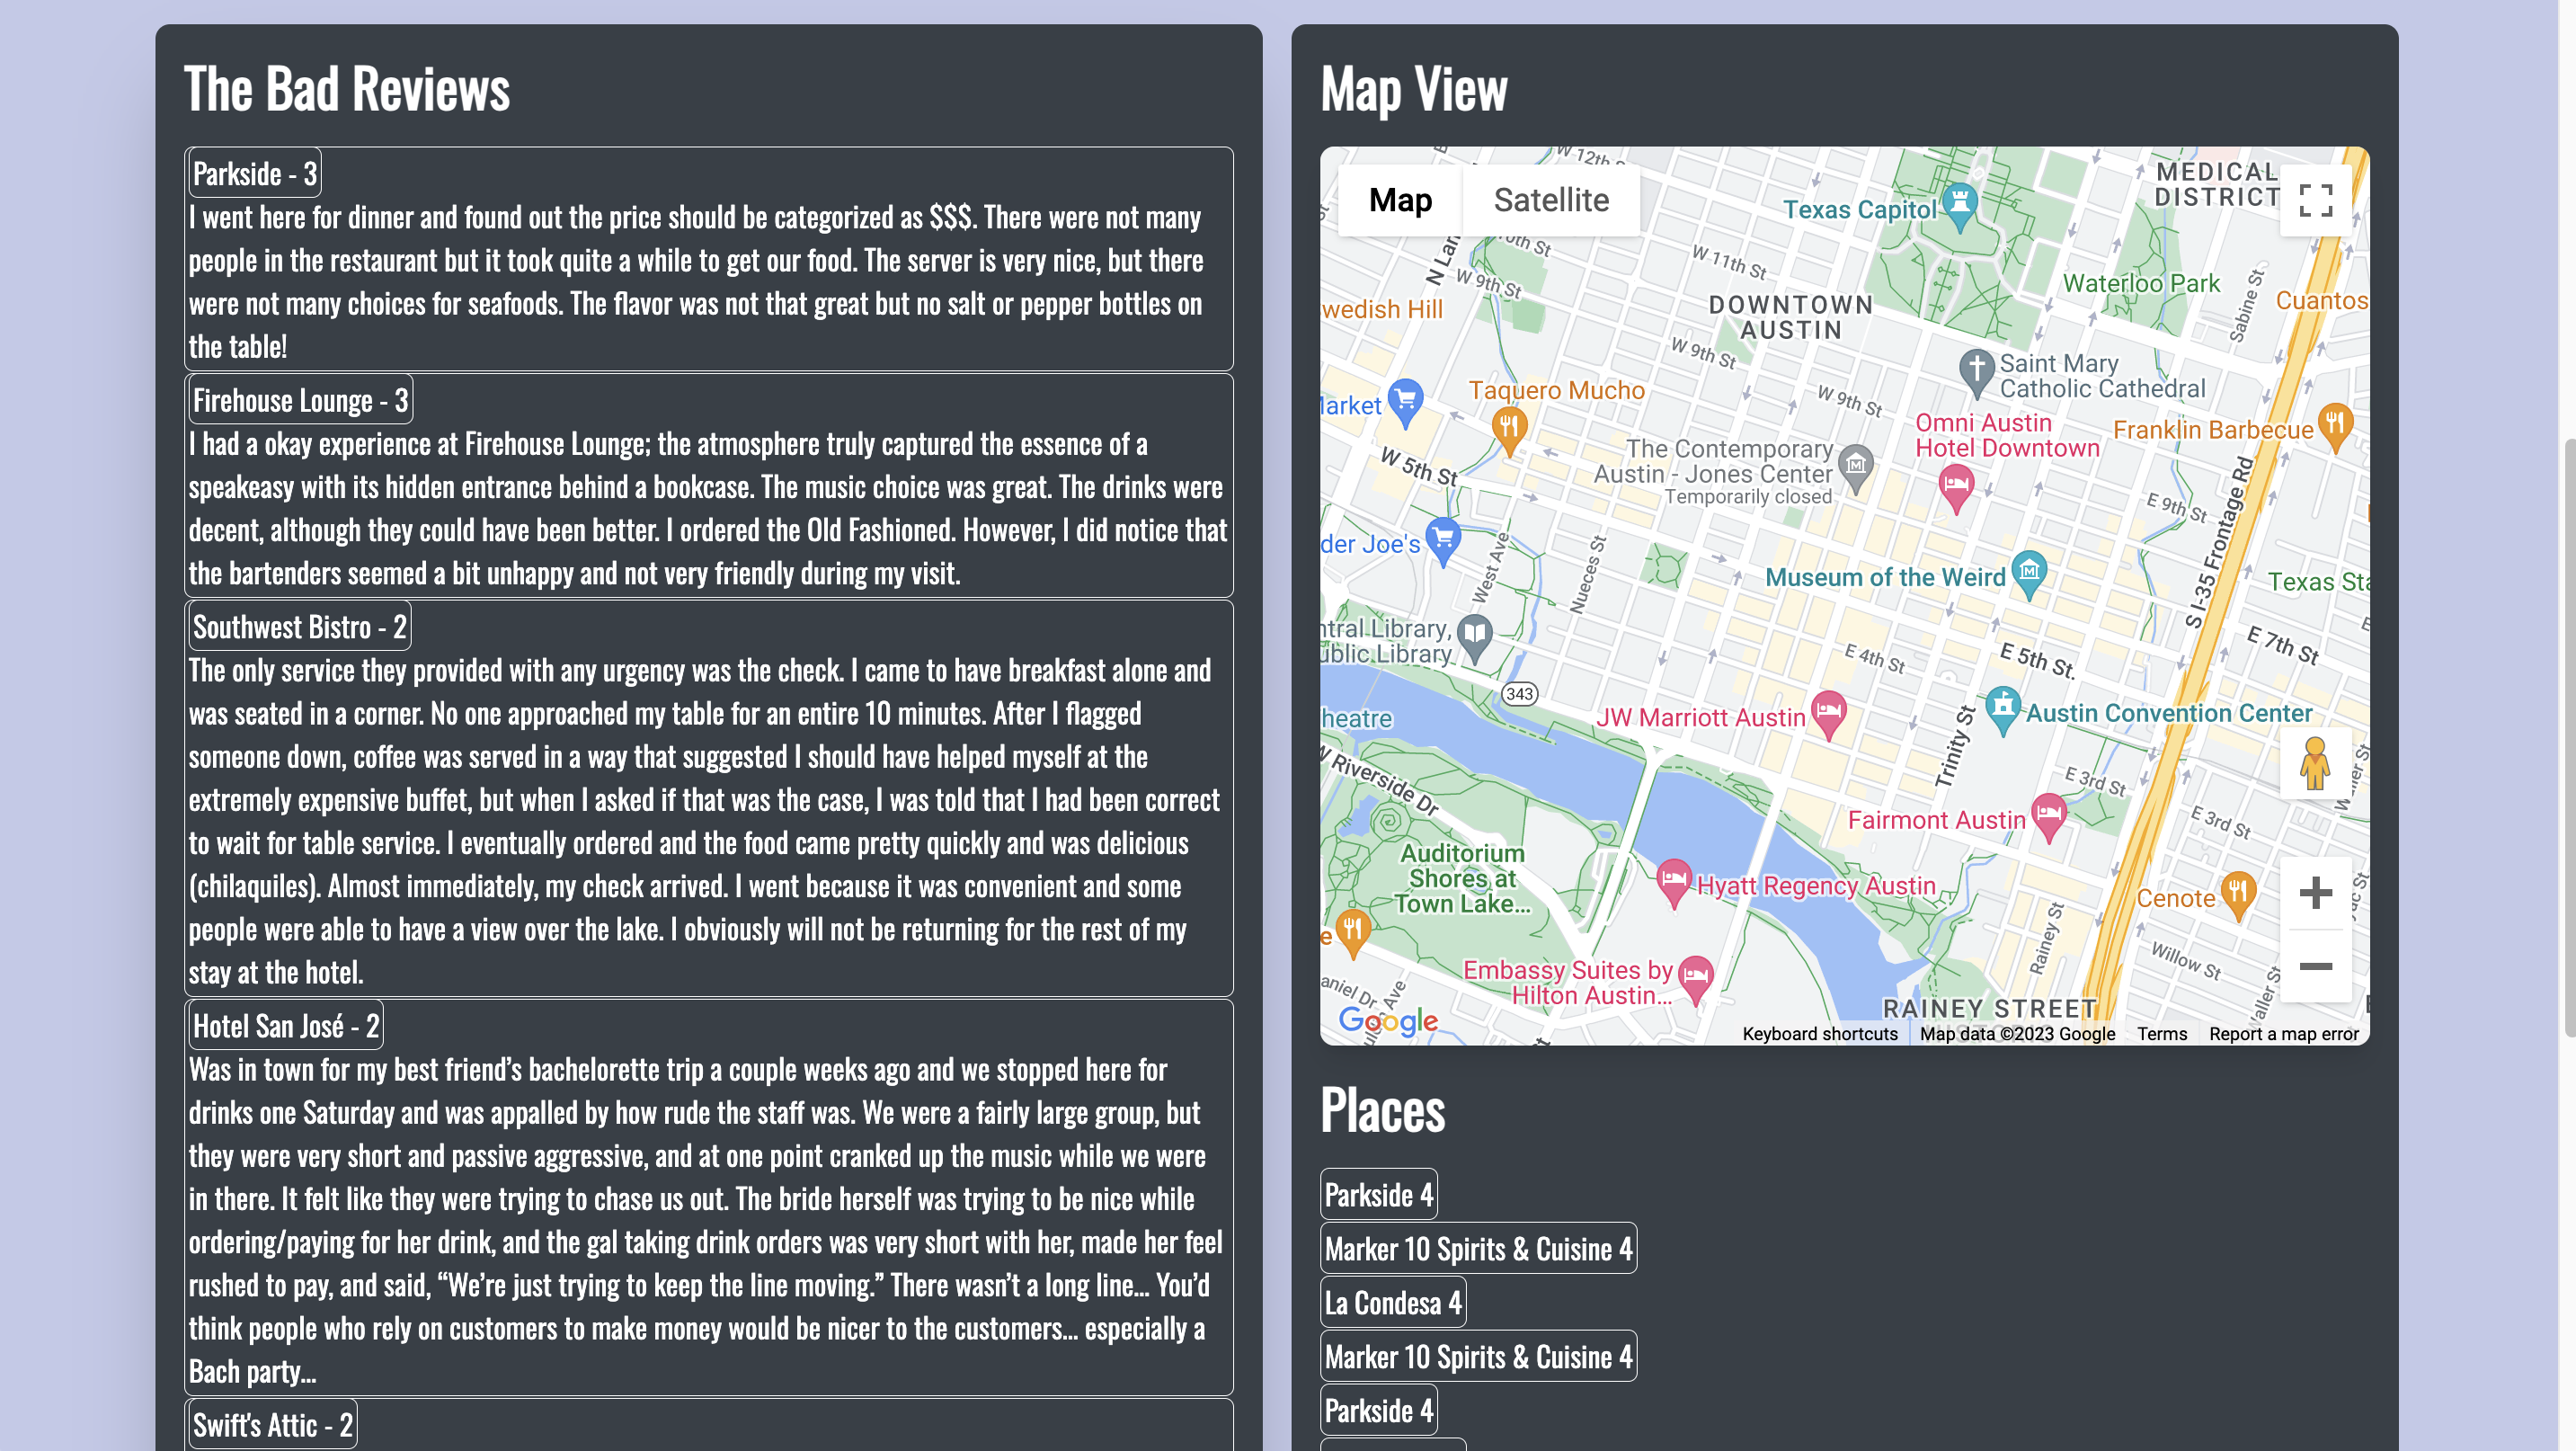 The Bad Reviews
Parkside - 3
I went here for dinner and found out the price should be categorized as $$$. There were not many
people in the restaurant but it took quite a while to get our food. The server is very nice, but there
were not many choices for seafoods. The flavor was not that great but no salt or pepper bottles on
the table!
Firehouse Lounge - 3
I had a okay experience at Firehouse Lounge; the atmosphere truly captured the essence of a
speakeasy with its hidden entrance behind a bookcase. The music choice was great. The drinks were
decent, although they could have been better. I ordered the Old Fashioned. However, I did notice that
the bartenders seemed a bit unhappy and not very friendly during my visit.
Southwest Bistro - 2
The only service they provided with any urgency was the check. I came to have breakfast alone and
was seated in a corner. No one approached my table for an entire 10 minutes. After I flagged
someone down, coffee was served in a way that suggested I should have helped myself at the
extremely expensive buffet, but when I asked if that was the case, I was told that I had been correct
to wait for table service. I eventually ordered and the food came pretty quickly and was delicious
(chilaquiles). Almost immediately, my check arrived. I went because it was convenient and some
people were able to have a view over the lake. I obviously will not be returning for the rest of my
stay at the hotel.
Hotel San José - 2
Was in town for my best friend’s bachelorette trip a couple weeks ago and we stopped here for
drinks one Saturday and was appalled by how rude the staff was. We were a fairly large group, but
they were very short and passive aggressive, and at one point cranked up the music while we were
in there. It felt like they were trying to chase us out. The bride herself was trying to be nice while
ordering/paying for her drink, and the gal taking drink orders was very short with her, made her feel
rushed to pay, and said, “We’re just trying to keep the line moving.” There wasn’t a long line... You’d
think people who rely on customers to make money would be nicer to the customers... especially a
Bach party...
Swift's Attic - 2
Map View
Map
Satellite
W 12th S
MEDICAL
DISTRICT
Texas Capitol
N Lar
W 11th St
W 9th St
Waterloo Park
Sabine St
wedish Hill
DOWNTOWN
AUSTIN
Cuantos
W 9th St
Saint Mary
Catholic Cathedral
Taquero Mucho
Market
W 9th St
Omni Austin
Hotel Downtown
Franklin Barbecue
The Contemporary
Austin - Jones Center
Temporarily closed
W 5th St
E 9th St
S I-35 Frontage Rd
der Joe's
West Ave
Nueces St
Museum of the Weird
Texas Sta
ntral Library,
ublic Library
E 4th St
E 5th St.
E 7th St
343
heatre
JW Marriott Austin
Trinity St
Austin Convention Center
W Riverside Dr
E 3rd St
Fairmont Austin
E 3rd St
Auditorium
Shores at
Town Lake...
Hyatt Regency Austin
Cenote
Rainey St
Willow St
e
Embassy Suites by
Hilton Austin...
aniel Dr
Ave
RAINEY STREET
Google
Keyboard shortcuts
Map data ©2023 Google
Terms
Report a map error
Places
Parkside 4
Marker 10 Spirits & Cuisine 4
La Condesa 4
Marker 10 Spirits & Cuisine 4
Parkside 4